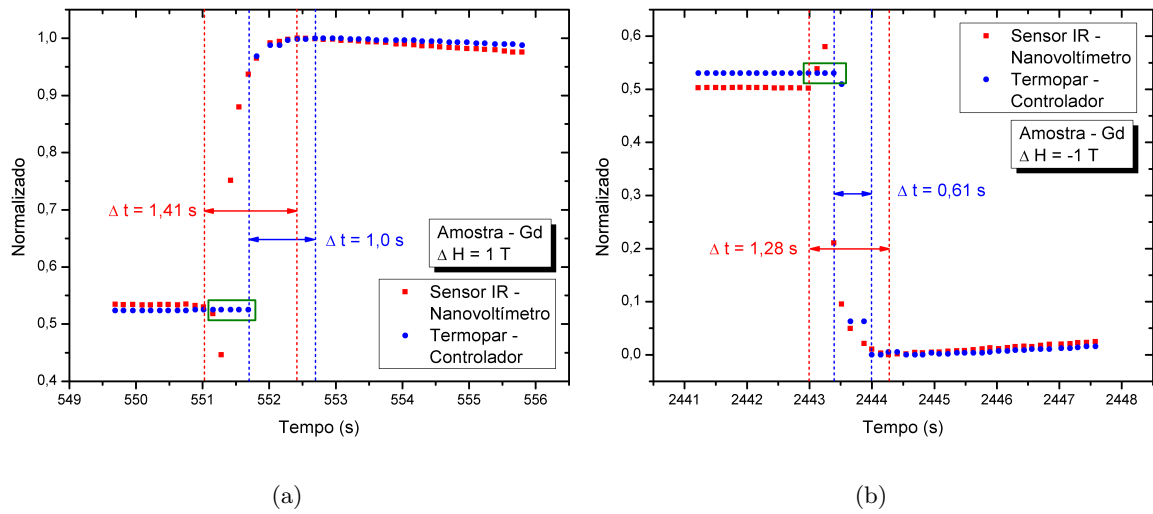 1,0
0,9
0,8
0,7
0,6
0,5
0,4
Normalizado
Δ t = 1,41 s
Δ t = 1,0 s
Amostra - Gd
Δ H = 1 T
Sensor IR -
Nanovoltímetro
Termopar -
Controlador
549 550 551 552 553 554 555 556
Tempo (s)
(a)
0,6
0,5
0,4
0,3
0,2
0,1
0,0
Normalizado
Sensor IR -
Nanovoltímetro
Termopar -
Controlador
Amostra - Gd
Δ H = -1 T
Δ t = 0,61 s
Δ t = 1,28 s
2441 2442 2443 2444 2445 2446 2447 2448
Tempo (s)
(b)